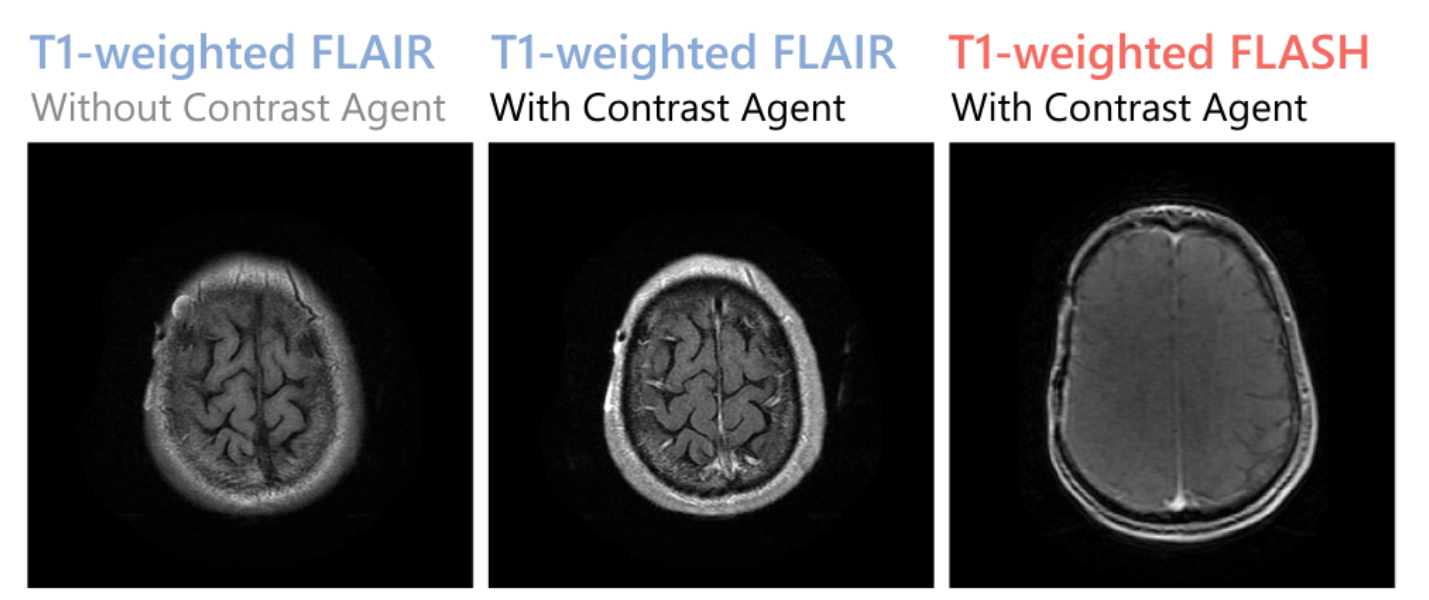 T1-weighted FLAIR
Without Contrast Agent
T1-weighted FLAIR
With Contrast Agent
T1-weighted FLASH
With Contrast Agent